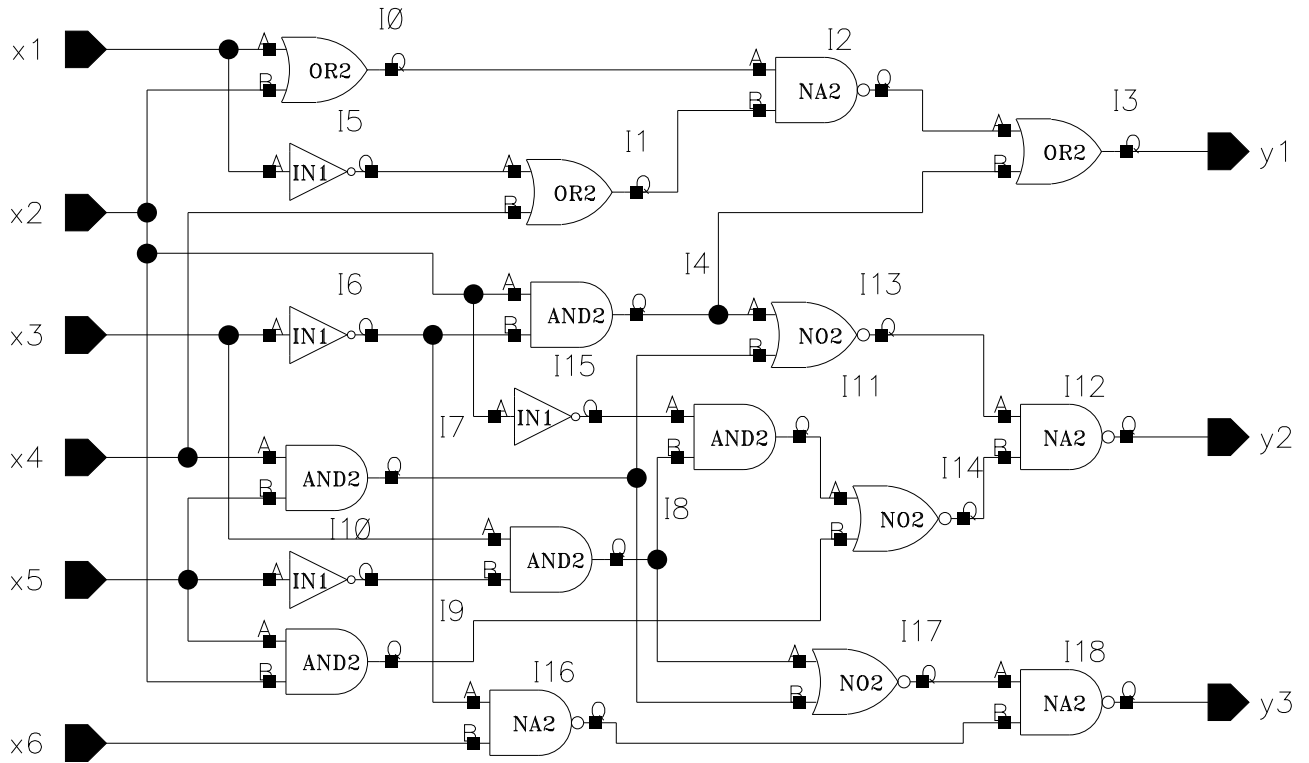 I0
x1 A Q I2
B OR2 A Q
I5 NA2 I3
B A Q
I1 OR2 y1
A IN1 Q A Q B
OR2
x2 B
I4
I6 A Q I13
AND2 A Q
x3 A IN1 Q B NO2
I15 B I11 I12
A IN1 Q A Q A Q
I7 AND2 NA2 y2
x4 A Q B B
AND2 I14
B I8 A Q
I10 A NO2
AND2 Q B
x5 A IN1 Q B
I9
A Q I17
AND2 A Q I18
B I16 NO2 A Q
A B NA2 y3
NA2 Q B
x6 B